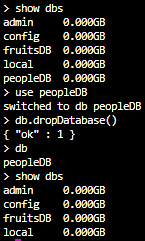 > show dbs
admin     0.000GB
config    0.000GB
fruitsDB  0.000GB
local     0.000GB
peopleDB  0.000GB
> use peopleDB
switched to db peopleDB
> db.dropDatabase()
{ "ok" : 1 }
> db
peopleDB
> show dbs
admin     0.000GB
config    0.000GB
fruitsDB  0.000GB
local     0.000GB